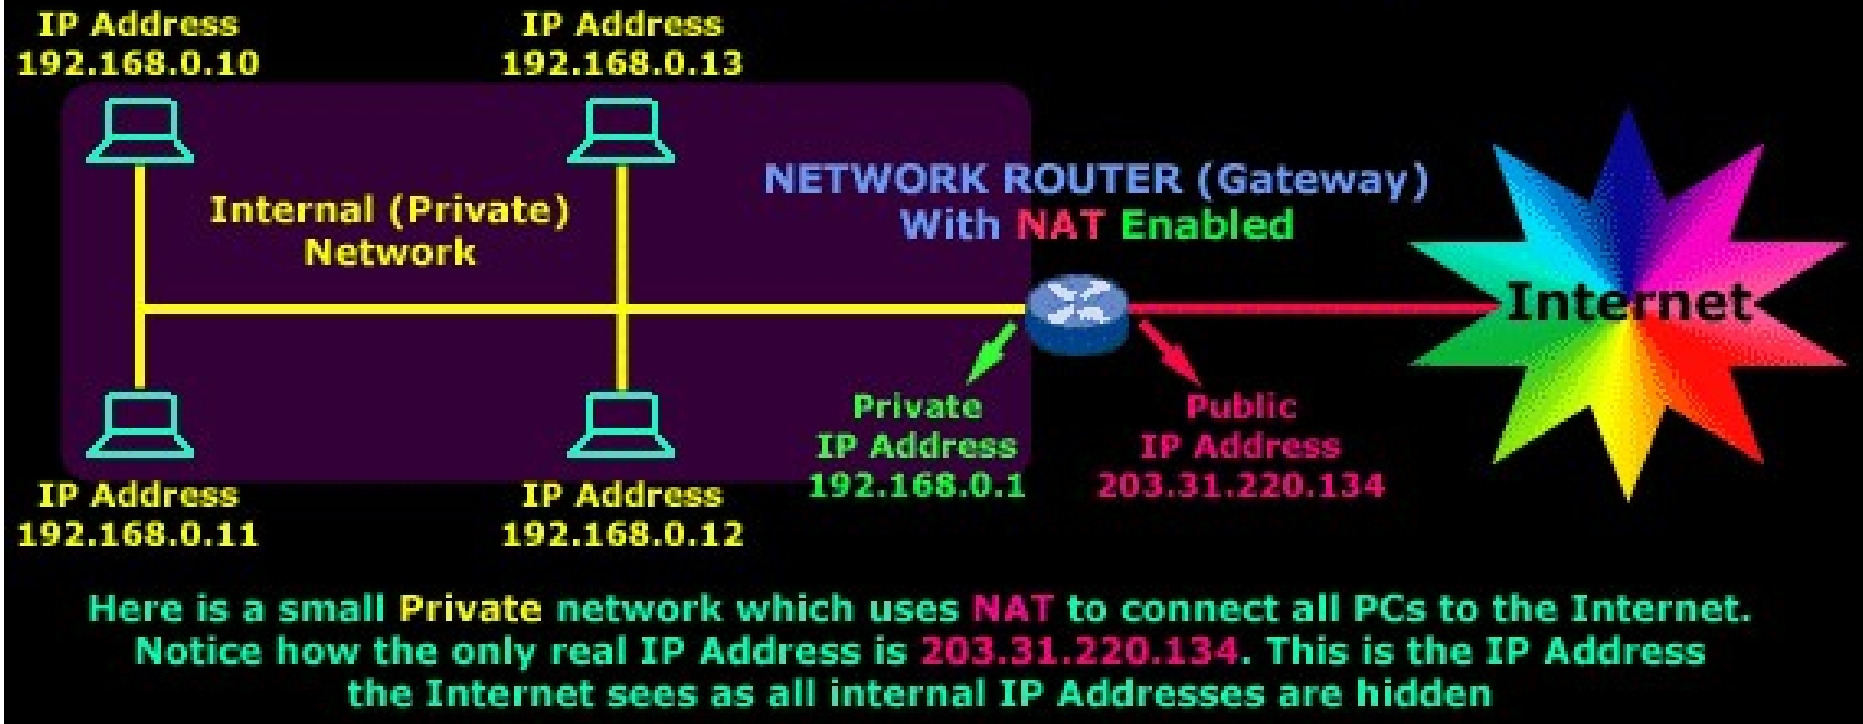 IP Address
192.168.0.10
IP Address
192.168.0.13
Internal (Private)
Network
NETWORK ROUTER (Gateway)
With NAT Enabled
Internet
Private
IP Address
192.168.0.1
Public
IP Address
203.31.220.134
IP Address
192.168.0.11
IP Address
192.168.0.12
Here is a small Private network which uses NAT to connect all PCs to the Internet.
Notice how the only real IP Address is 203.31.220.134. This is the IP Address
the Internet sees as all internal IP Addresses are hidden